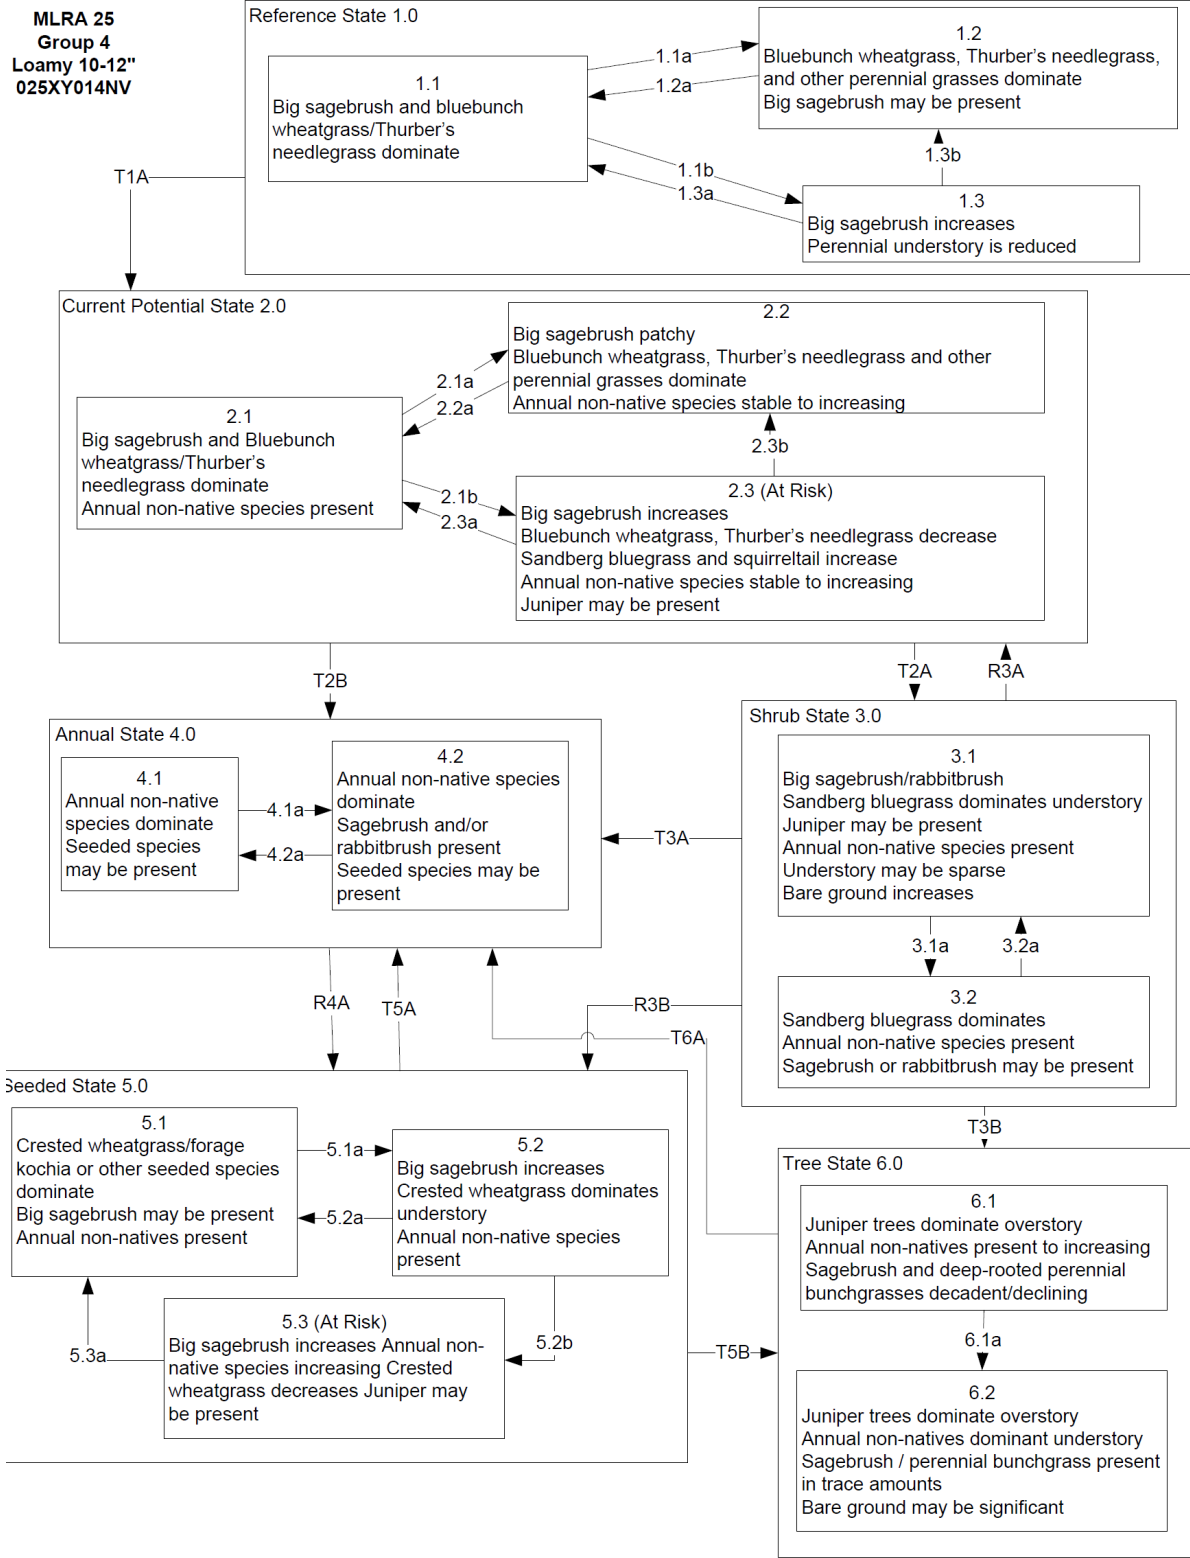 MLRA 25
Group 4
Loamy 10-12"
025XY014NV
Reference State 1.0
1.1
Big sagebrush and bluebunch
wheatgrass/Thurber's
needlegrass dominate
1.1a
1.2a
1.2
Bluebunch wheatgrass, Thurber's needlegrass,
and other perennial grasses dominate
Big sagebrush may be present
1.1b
1.3a
1.3b
1.3
Big sagebrush increases
Perennial understory is reduced
T1A
Current Potential State 2.0
2.1
Big sagebrush and Bluebunch
wheatgrass/Thurber's
needlegrass dominate
Annual non-native species present
2.1a
2.2a
2.2
Big sagebrush patchy
Bluebunch wheatgrass, Thurber's needlegrass and other
perennial grasses dominate
Annual non-native species stable to increasing
2.1b
2.3a
2.3b
2.3 (At Risk)
Big sagebrush increases
Bluebunch wheatgrass, Thurber's needlegrass decrease
Sandberg bluegrass and squirreltail increase
Annual non-native species stable to increasing
Juniper may be present
T2B
T2A
R3A
Annual State 4.0
4.1
Annual non-native
species dominate
Seeded species
may be present
4.1a
4.2a
4.2
Annual non-native species
dominate
Sagebrush and/or
rabbitbrush present
Seeded species may be
present
T3A
Shrub State 3.0
3.1
Big sagebrush/rabbitbrush
Sandberg bluegrass dominates understory
Juniper may be present
Annual non-native species present
Understory may be sparse
Bare ground increases
3.1a
3.2a
3.2
Sandberg bluegrass dominates
Annual non-native species present
Sagebrush or rabbitbrush may be present
R4A
T5A
R3B
T6A
T3B
Seeded State 5.0
5.1
Crested wheatgrass/forage
kochia or other seeded species
dominate
Big sagebrush may be present
Annual non-natives present
5.1a
5.2a
5.2
Big sagebrush increases
Crested wheatgrass dominates
understory
Annual non-native species
present
5.3a
5.3 (At Risk)
Big sagebrush increases Annual non-
native species increasing Crested
wheatgrass decreases Juniper may
be present
5.2b
T5B
Tree State 6.0
6.1
Juniper trees dominate overstory
Annual non-natives present to increasing
Sagebrush and deep-rooted perennial
bunchgrasses decadent/declining
6.1a
6.2
Juniper trees dominate overstory
Annual non-natives dominant understory
Sagebrush / perennial bunchgrass present
in trace amounts
Bare ground may be significant